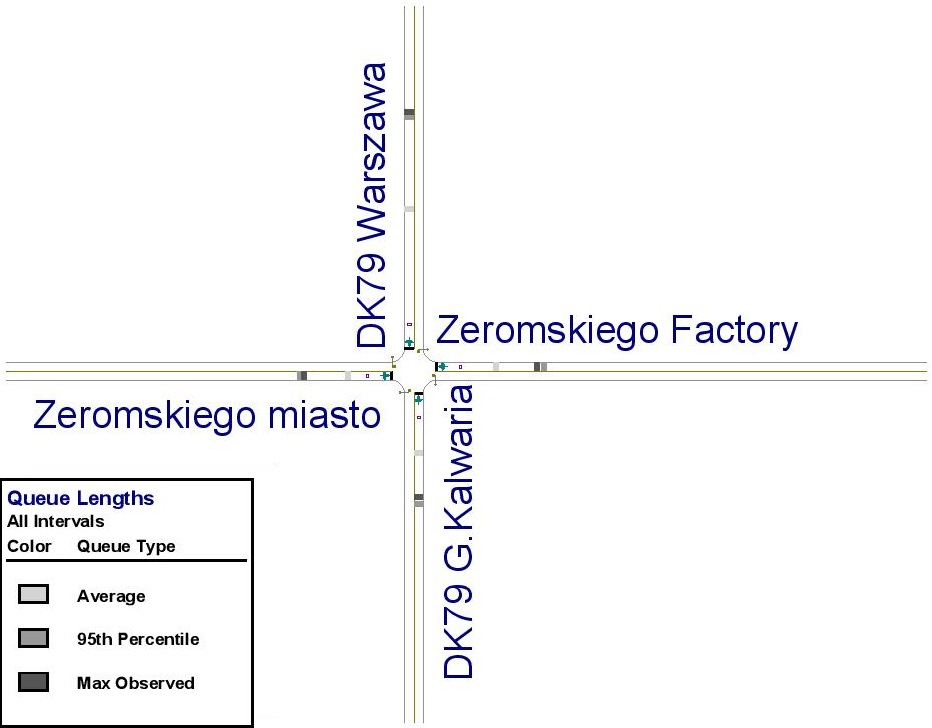 DK79 Warszawa
Zeromskiego Factory
Zeromskiego miasto
DK79 G.Kalwaria
Queue Lengths
All Intervals
Color Queue Type
Average
95th Percentile
Max Observed